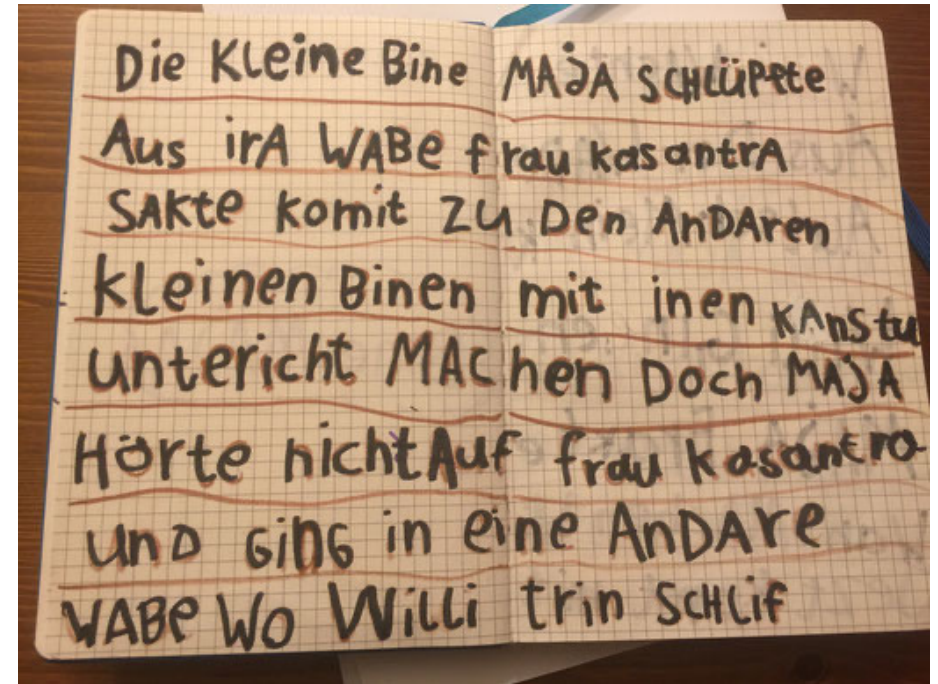 Die KLeine Bine MAJA SCHLÜPfte
Aus irA WABe frau kasantrA
SAKte komit ZU Den AnDAren
kLeinen Binen mit inen KAnstu
untericht MAChen Doch MAJA
Hörte nicht Auf frau kasantra
unD GinG in eine AnDAre
WABe Wo WiLLi trin SCHLif